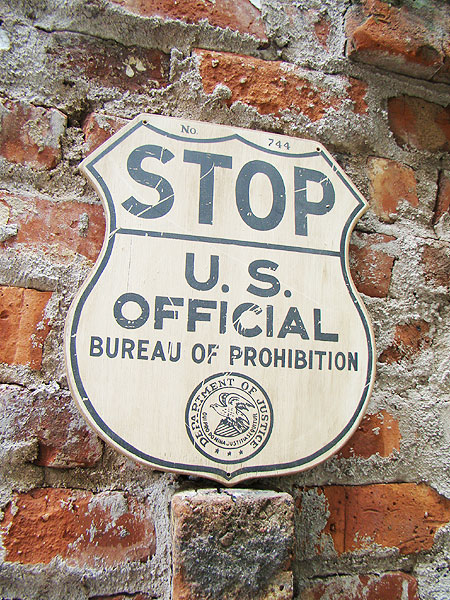 No. 744
STOP
U. S.
OFFICIAL
BUREAU OF PROHIBITION
DEPARTMENT OF JUSTICE